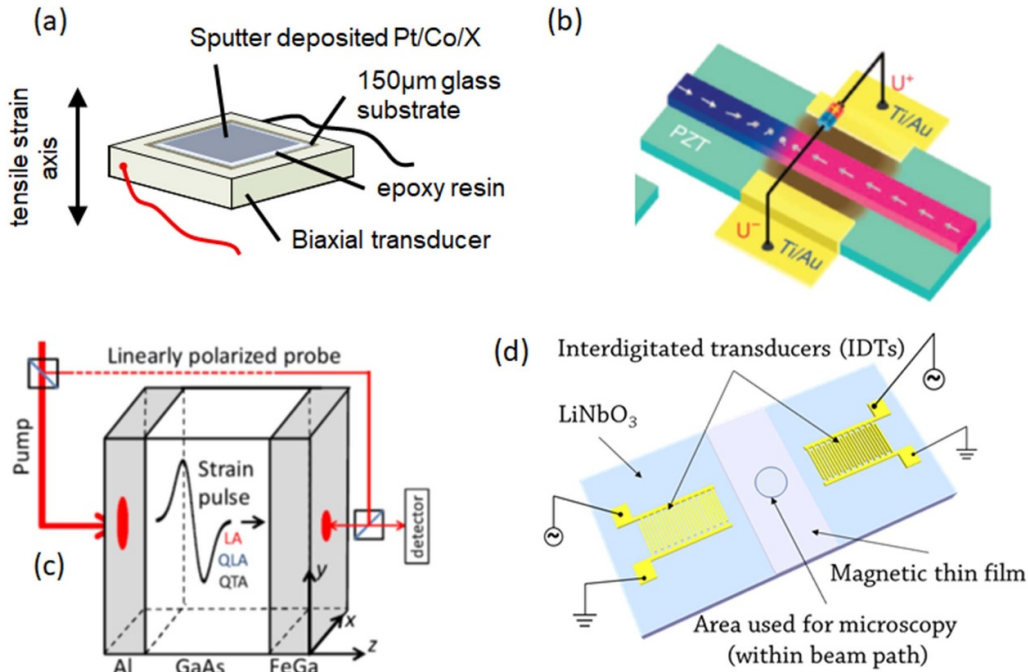 (a)
Sputter deposited Pt/Co/X
150µm glass
substrate
tensile strain
axis
epoxy resin
Biaxial transducer
(b)
U⁺
Ti/Au
PZT
U⁻
Ti/Au
(c)
Linearly polarized probe
Pump
Strain
pulse
LA
QLA
QTA
detector
y
x
z
Al
GaAs
FeGa
(d)
Interdigitated transducers (IDTs)
LiNbO₃
Magnetic thin film
Area used for microscopy
(within beam path)